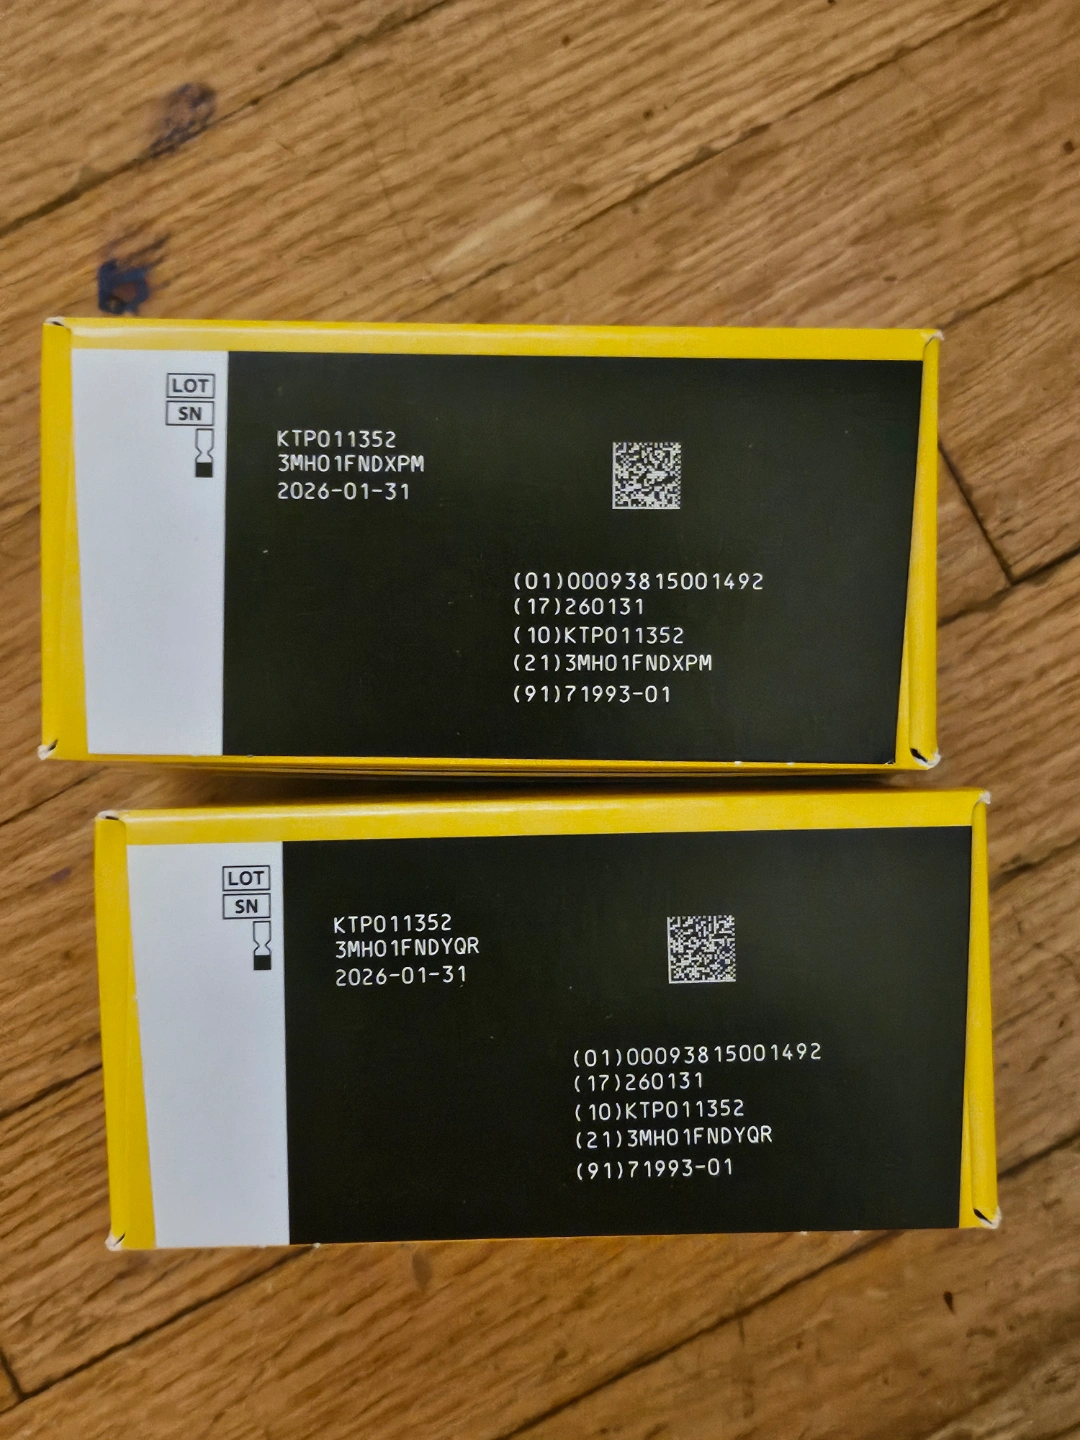 LOT
SN
KTP011352
3MH01FNDXPM
2026-01-31
(01)00093815001492
(17)260131
(10)KTP011352
(21)3MH01FNDXPM
(91)71993-01
LOT
SN
KTP011352
3MH01FNDYQR
2026-01-31
(01)00093815001492
(17)260131
(10)KTP011352
(21)3MH01FNDYQR
(91)71993-01